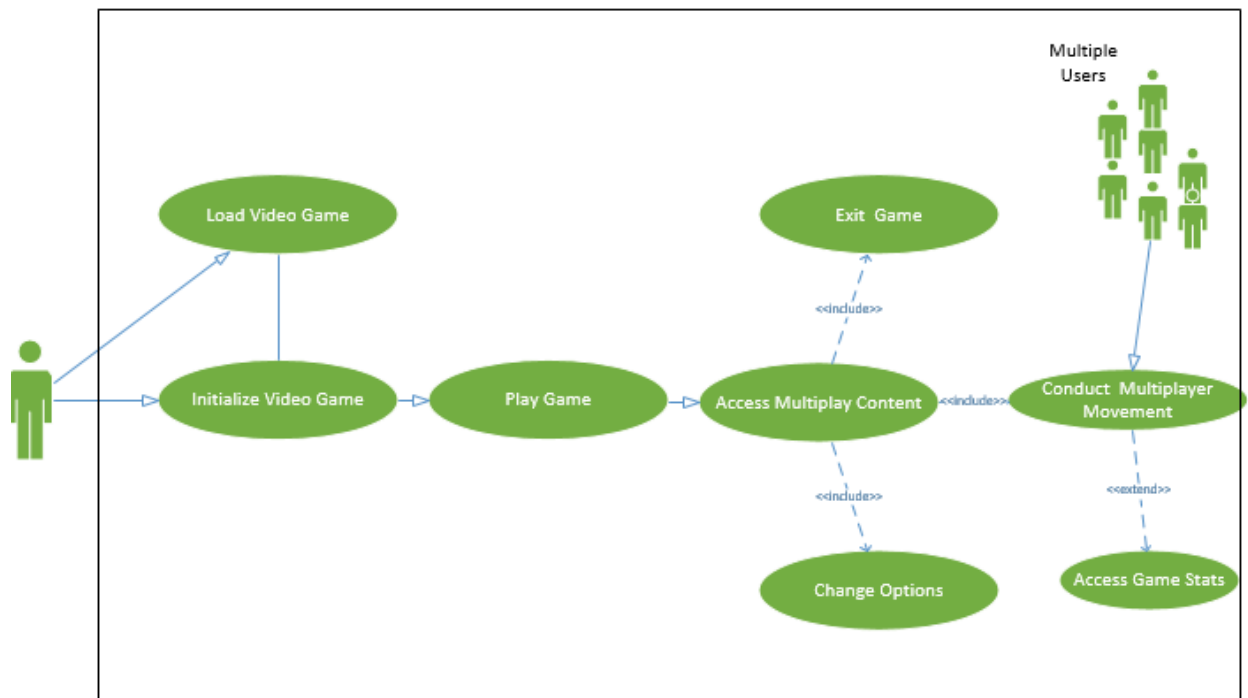 Multiple
Users
Load Video Game
Exit Game
<<include>>
Initialize Video Game
Play Game
Access Multiplay Content
<<include>>
Conduct Multiplayer
Movement
<<include>>
<<extend>>
Change Options
Access Game Stats